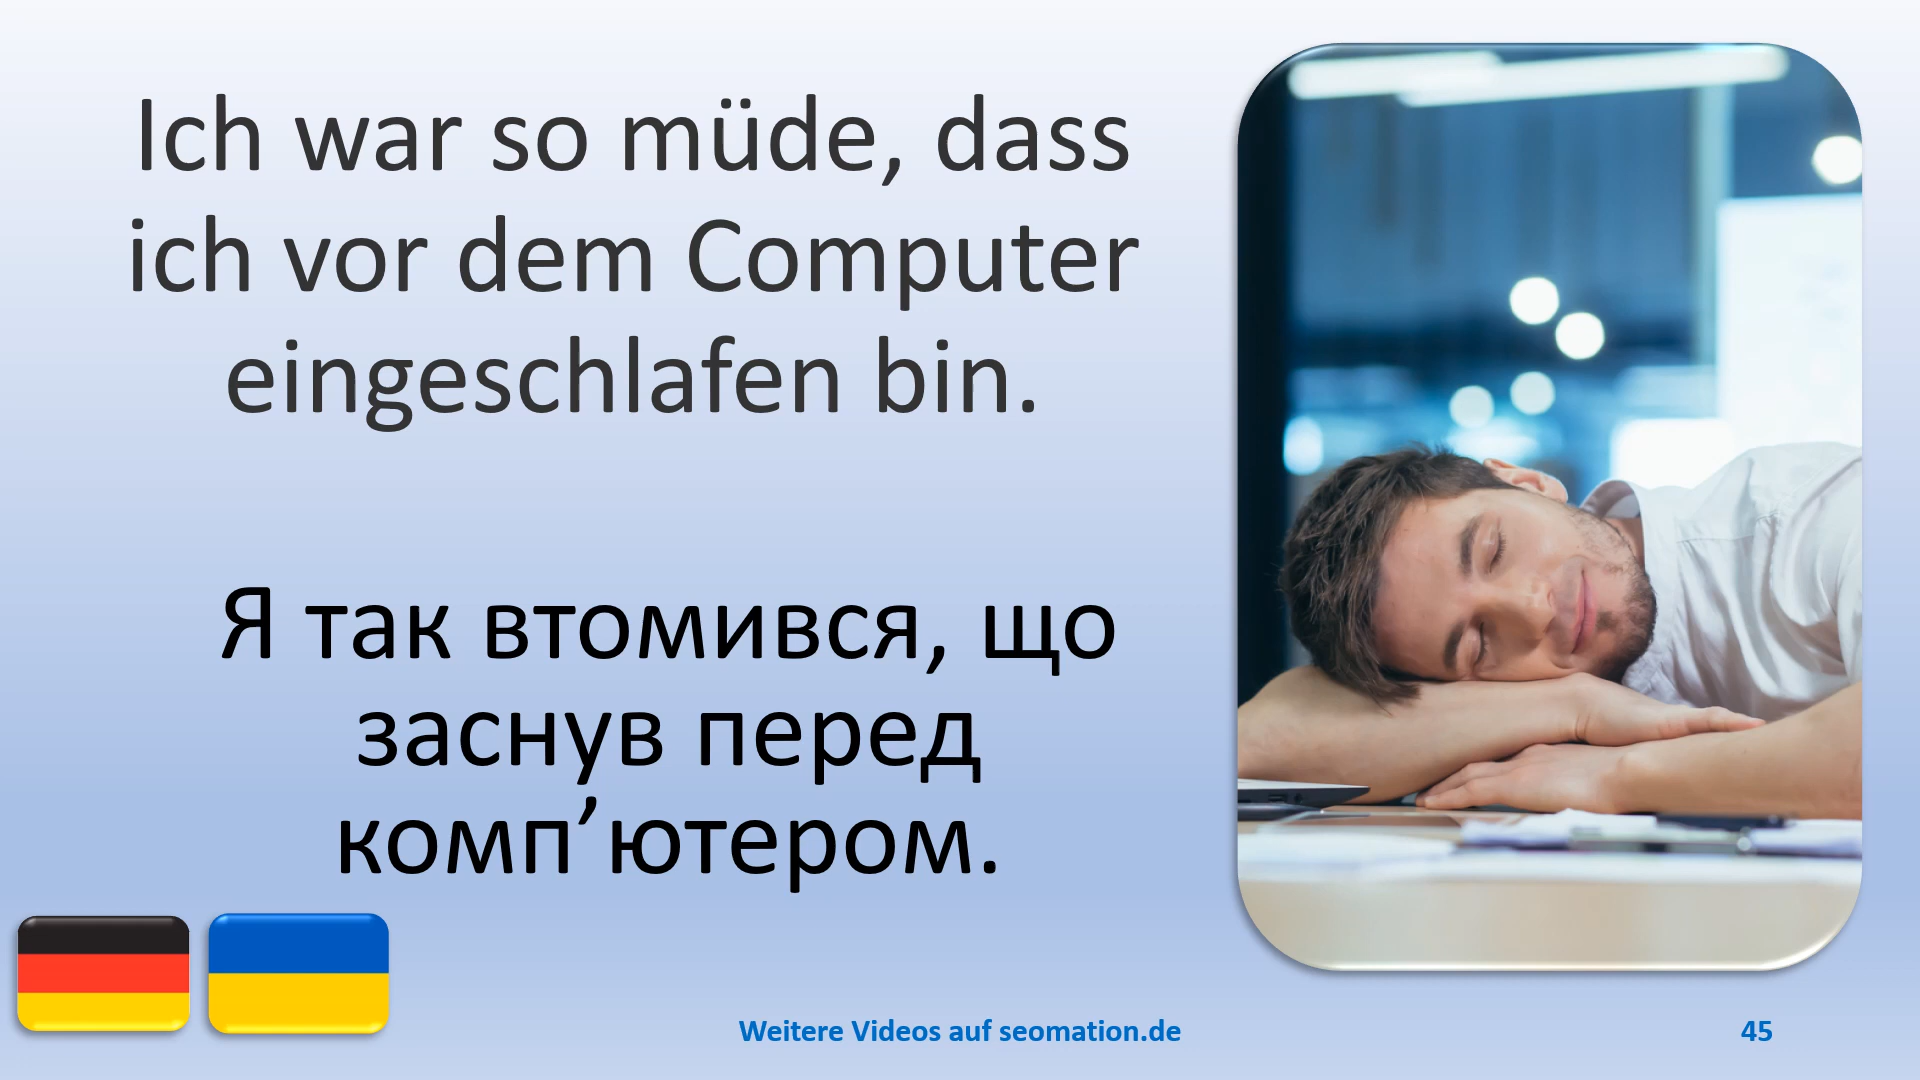 Ich war so müde, dass
ich vor dem Computer
eingeschlafen bin.
Я так втомився, що
заснув перед
комп’ютером.
Weitere Videos auf seomation.de
45